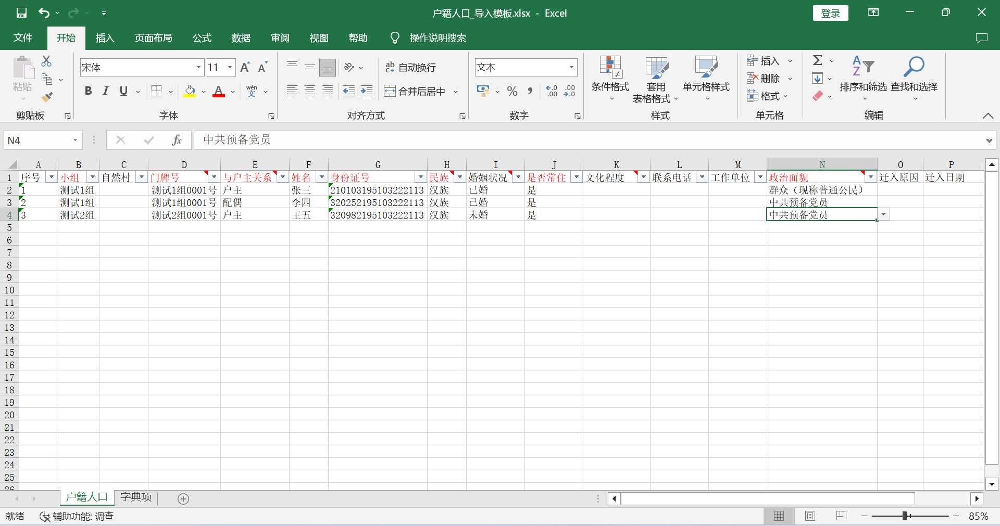 户籍人口_导入模板.xlsx - Excel
登录
文件 开始 插入 页面布局 公式 数据 审阅 视图 帮助 操作说明搜索
粘贴
剪贴板
宋体 11
A A
B I U A wén 文
字体
ab c 自动换行
合并后居中
对齐方式
文本
% , .0 .00 .00 .0
数字
条件格式
套用
表格格式
单元格样式
样式
插入
删除
格式
单元格
Σ
A Z
排序和筛选
查找和选择
编辑
N4 fx 中共预备党员
A B C D E F G H I J K L M N O P
1 序号 小组 自然村 门牌号 与户主关系 姓名 身份证号 民族 婚姻状况 是否常住 文化程度 联系电话 工作单位 政治面貌 迁入原因 迁入日期
2 1 测试1组 测试1组0001号 户主 张三 210103195103222113 汉族 已婚 是 群众（现称普通公民）
3 2 测试1组 测试1组0001号 配偶 李四 320252195103222113 汉族 已婚 是 中共预备党员
4 3 测试2组 测试2组0001号 户主 王五 320982195103222113 汉族 未婚 是 中共预备党员
5
6
7
8
9
10
11
12
13
14
15
16
17
18
19
20
21
22
23
24
25
26
户籍人口 字典项
就绪 辅助功能: 调查 85%